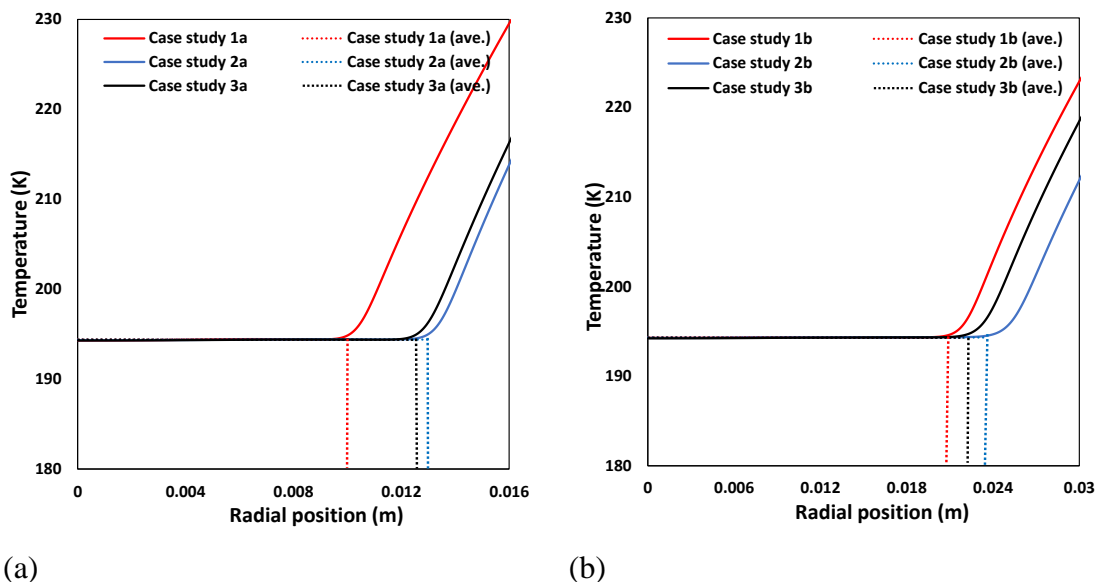 230
220
210
200
190
180
Temperature (K)
Case study 1a
Case study 1a (ave.)
Case study 2a
Case study 2a (ave.)
Case study 3a
Case study 3a (ave.)
0
0.004
0.008
0.012
0.016
Radial position (m)
(a)
230
220
210
200
190
180
Temperature (K)
Case study 1b
Case study 1b (ave.)
Case study 2b
Case study 2b (ave.)
Case study 3b
Case study 3b (ave.)
0
0.006
0.012
0.018
0.024
0.03
Radial position (m)
(b)